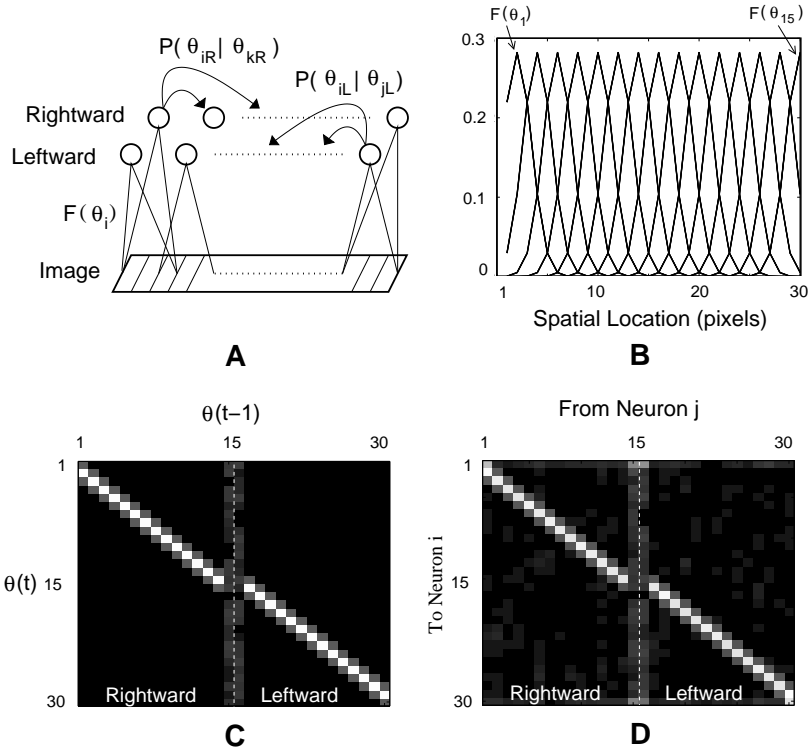 P( θiR | θkR )
P( θiL | θjL )
Rightward
Leftward
F( θi )
Image
A
F(θ1)
F(θ15)
0.3
0.2
0.1
0
1
10
20
30
Spatial Location (pixels)
B
θ(t−1)
1
15
30
1
θ(t)
15
30
Rightward
Leftward
C
From Neuron j
1
15
30
1
To Neuron i
15
30
Rightward
Leftward
D